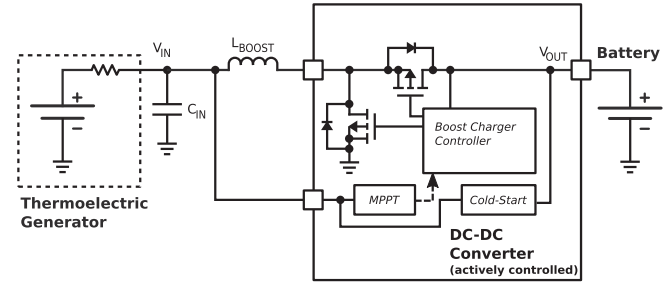 V_IN
L_BOOST
V_OUT
Battery
+
−
C_IN
+
−
Boost Charger
Controller
MPPT
Cold-Start
Thermoelectric
Generator
DC-DC
Converter
(actively controlled)